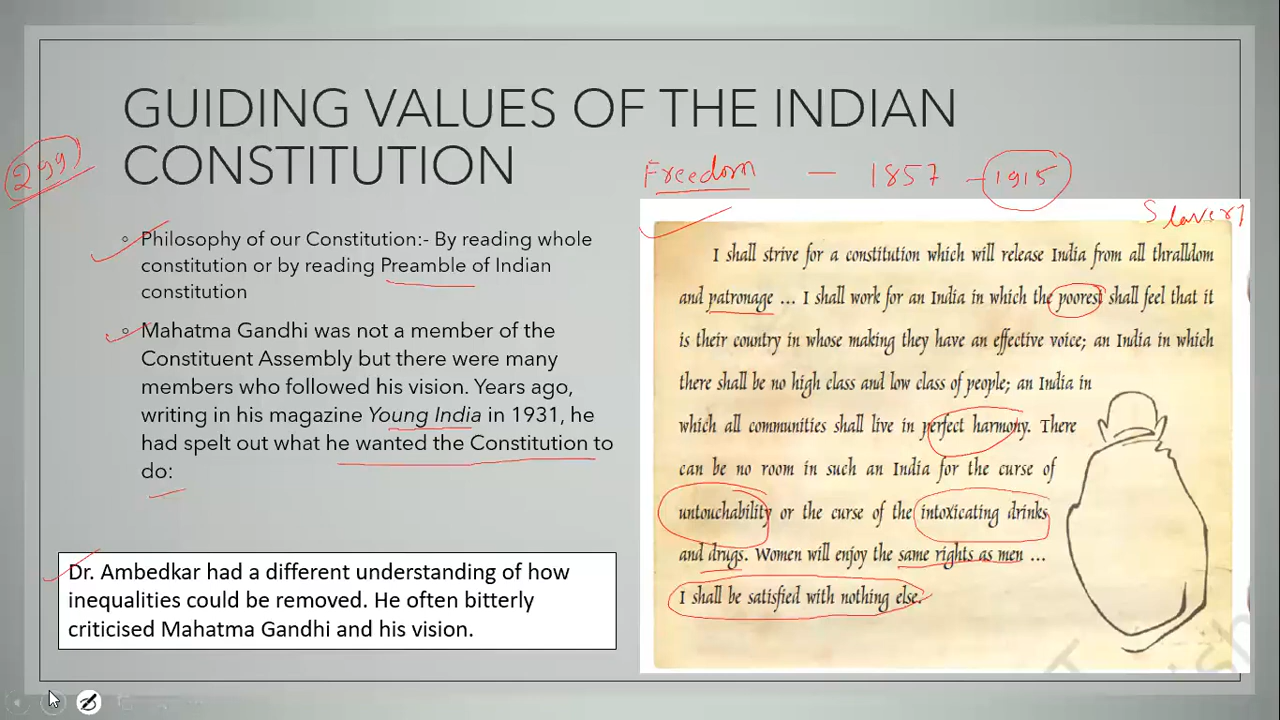 GUIDING VALUES OF THE INDIAN
CONSTITUTION
299
Freedom — 1857 - 1915
Slavery
Philosophy of our Constitution:- By reading whole
constitution or by reading Preamble of Indian
constitution
Mahatma Gandhi was not a member of the
Constituent Assembly but there were many
members who followed his vision. Years ago,
writing in his magazine Young India in 1931, he
had spelt out what he wanted the Constitution to
do:
Dr. Ambedkar had a different understanding of how
inequalities could be removed. He often bitterly
criticised Mahatma Gandhi and his vision.
I shall strive for a constitution which will release India from all thralldom
and patronage ... I shall work for an India in which the poorest shall feel that it
is their country in whose making they have an effective voice; an India in which
there shall be no high class and low class of people; an India in
which all communities shall live in perfect harmony. There
can be no room in such an India for the curse of
untouchability or the curse of the intoxicating drinks
and drugs. Women will enjoy the same rights as men ...
I shall be satisfied with nothing else.